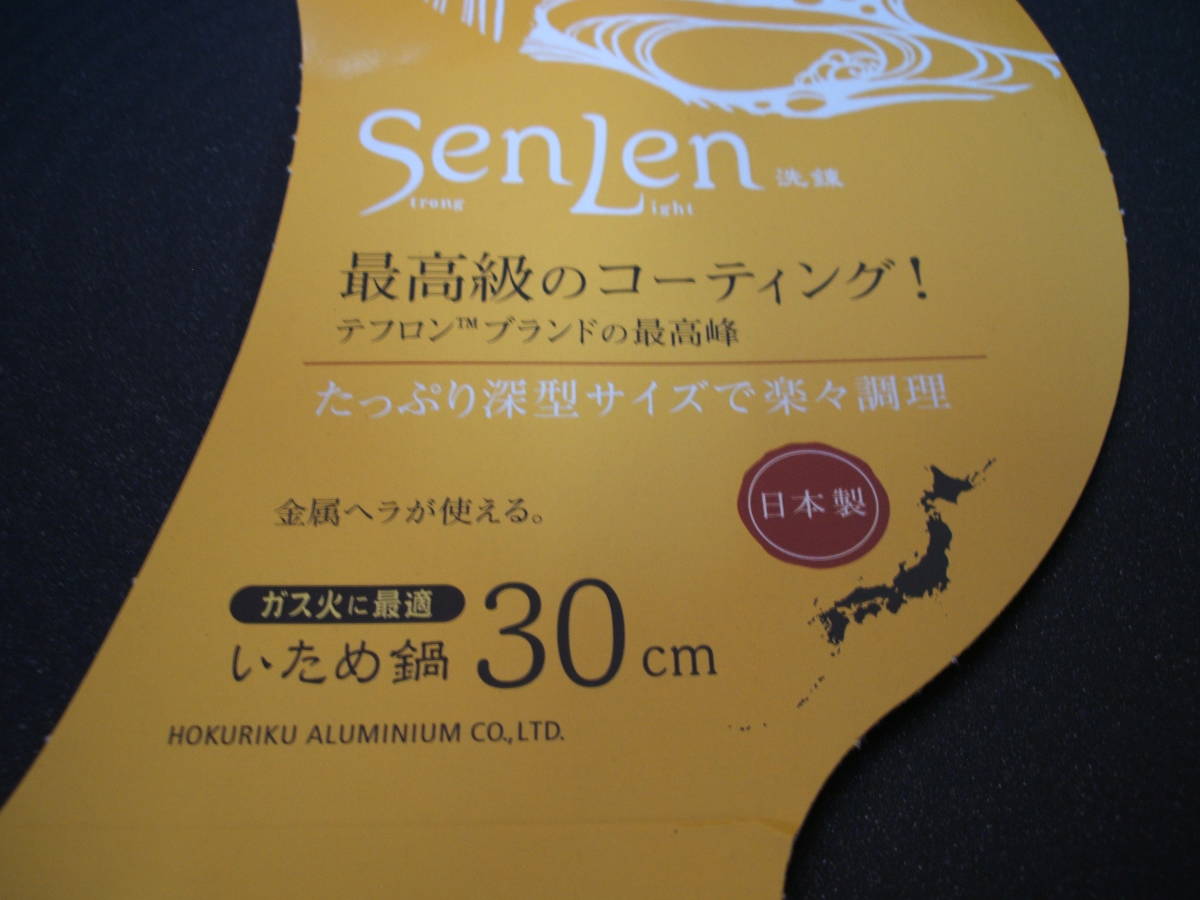 SenLen 洗錬
Strong Light
最高級のコーティング！
テフロン™ブランドの最高峰
たっぷり深型サイズで楽々調理
金属ヘラが使える。
日本製
ガス火に最適
いため鍋 30cm
HOKURIKU ALUMINIUM CO.,LTD.